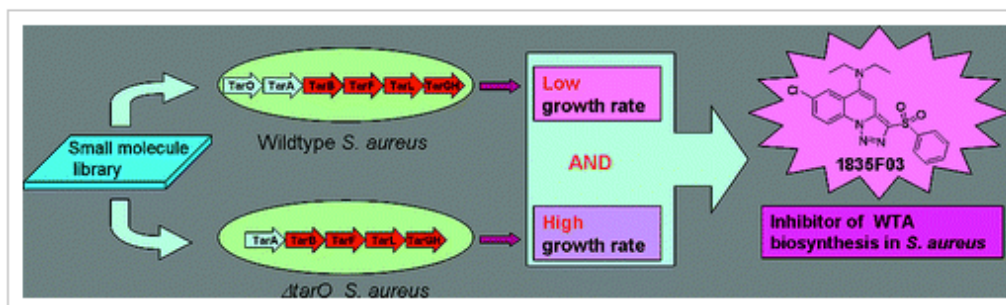 TarO TarA TarB TarF TarL TarGH
Wildtype S. aureus
Small molecule
library
TarA TarB TarF TarL TarGH
ΔtarO S. aureus
Low
growth rate
AND
High
growth rate
N
Cl
O
S
O
N
N=N
1835F03
Inhibitor of WTA
biosynthesis in S. aureus